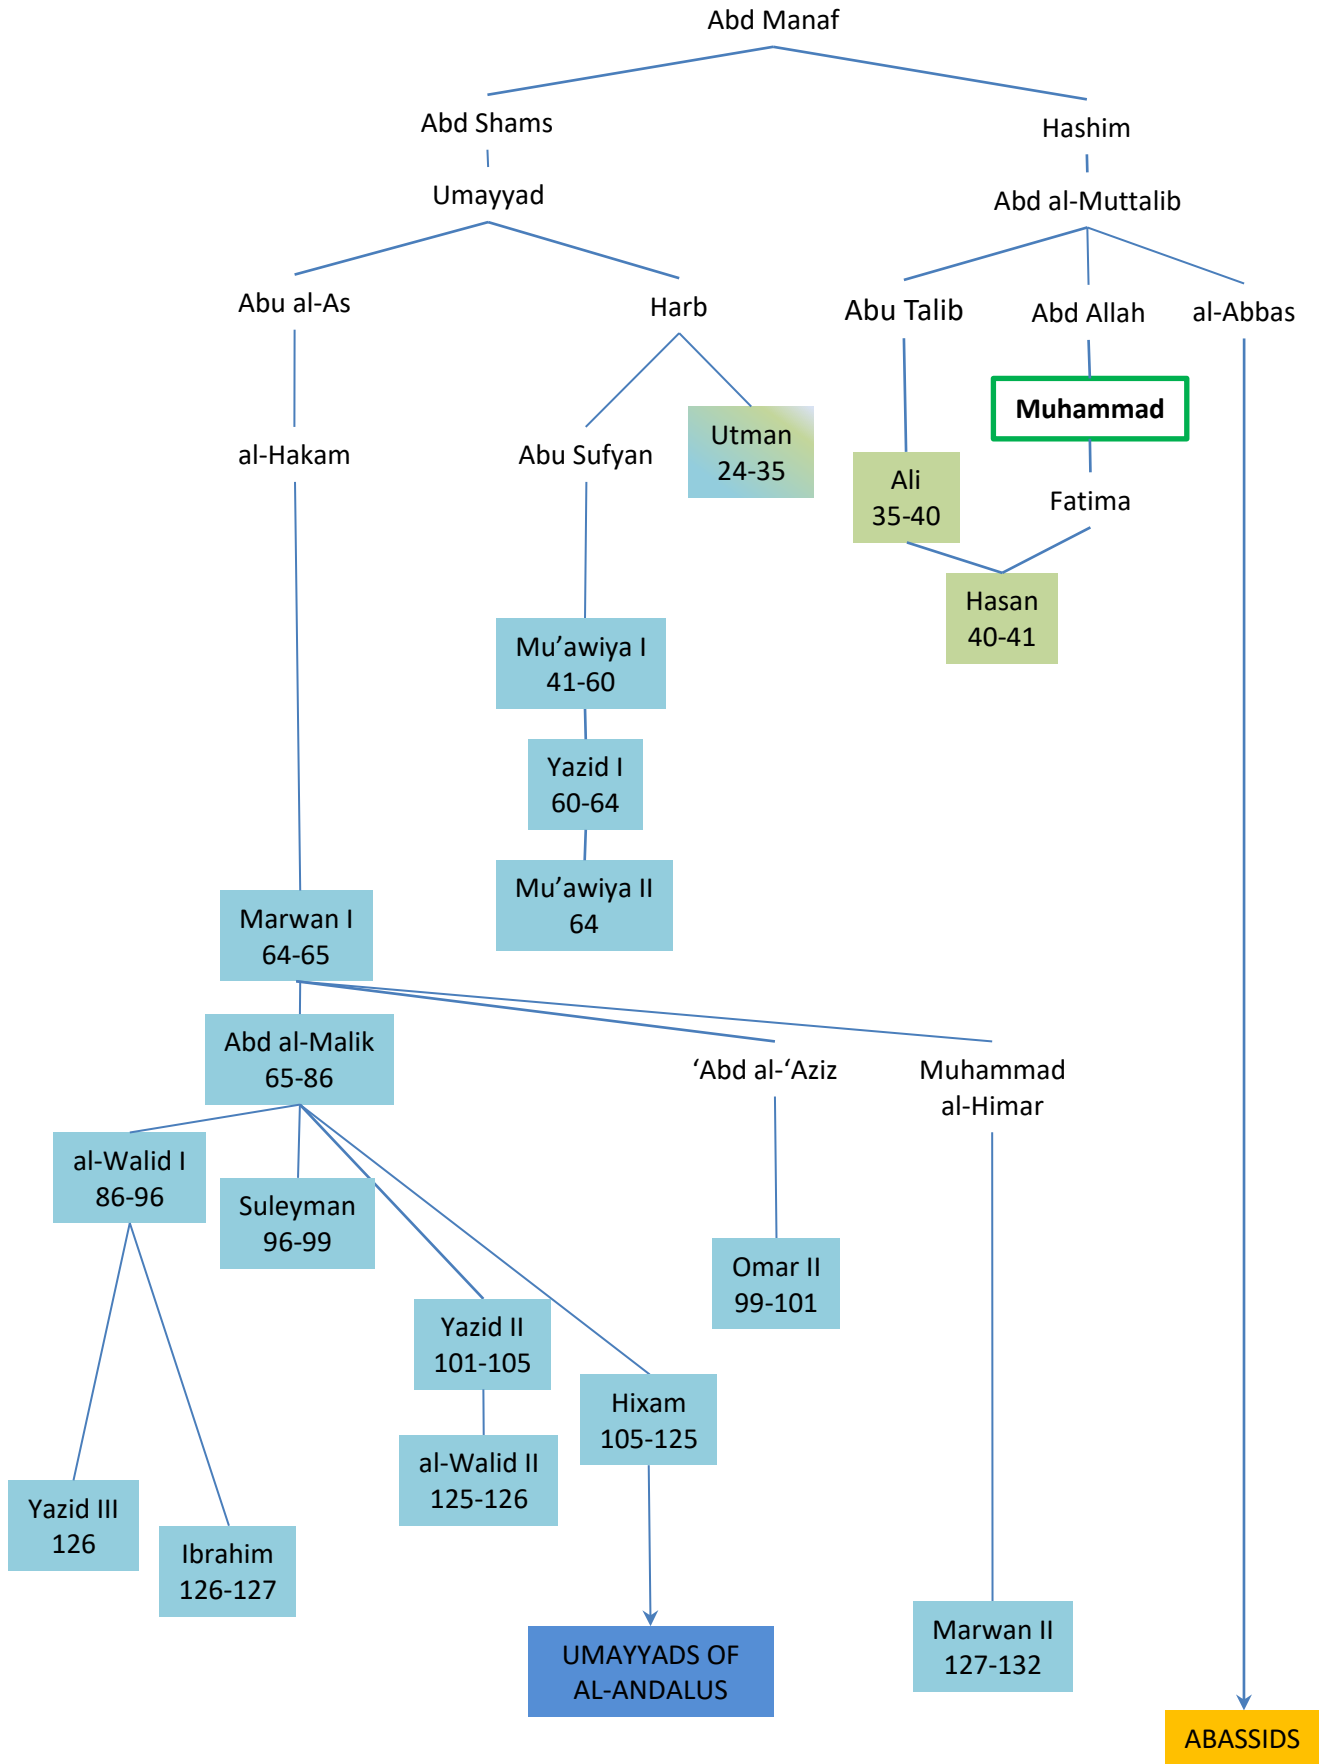 Abd Manaf
Abd Shams
Hashim
Umayyad
Abd al-Muttalib
Abu al-As
Harb
Abu Talib
Abd Allah
al-Abbas
Muhammad
Utman
24-35
al-Hakam
Abu Sufyan
Ali
35-40
Fatima
Hasan
40-41
Mu’awiya I
41-60
Yazid I
60-64
Mu’awiya II
64
Marwan I
64-65
Abd al-Malik
65-86
‘Abd al-‘Aziz
Muhammad
al-Himar
al-Walid I
86-96
Suleyman
96-99
Omar II
99-101
Yazid II
101-105
Hixam
105-125
al-Walid II
125-126
Yazid III
126
Ibrahim
126-127
Marwan II
127-132
UMAYYADS OF
AL-ANDALUS
ABASSIDS